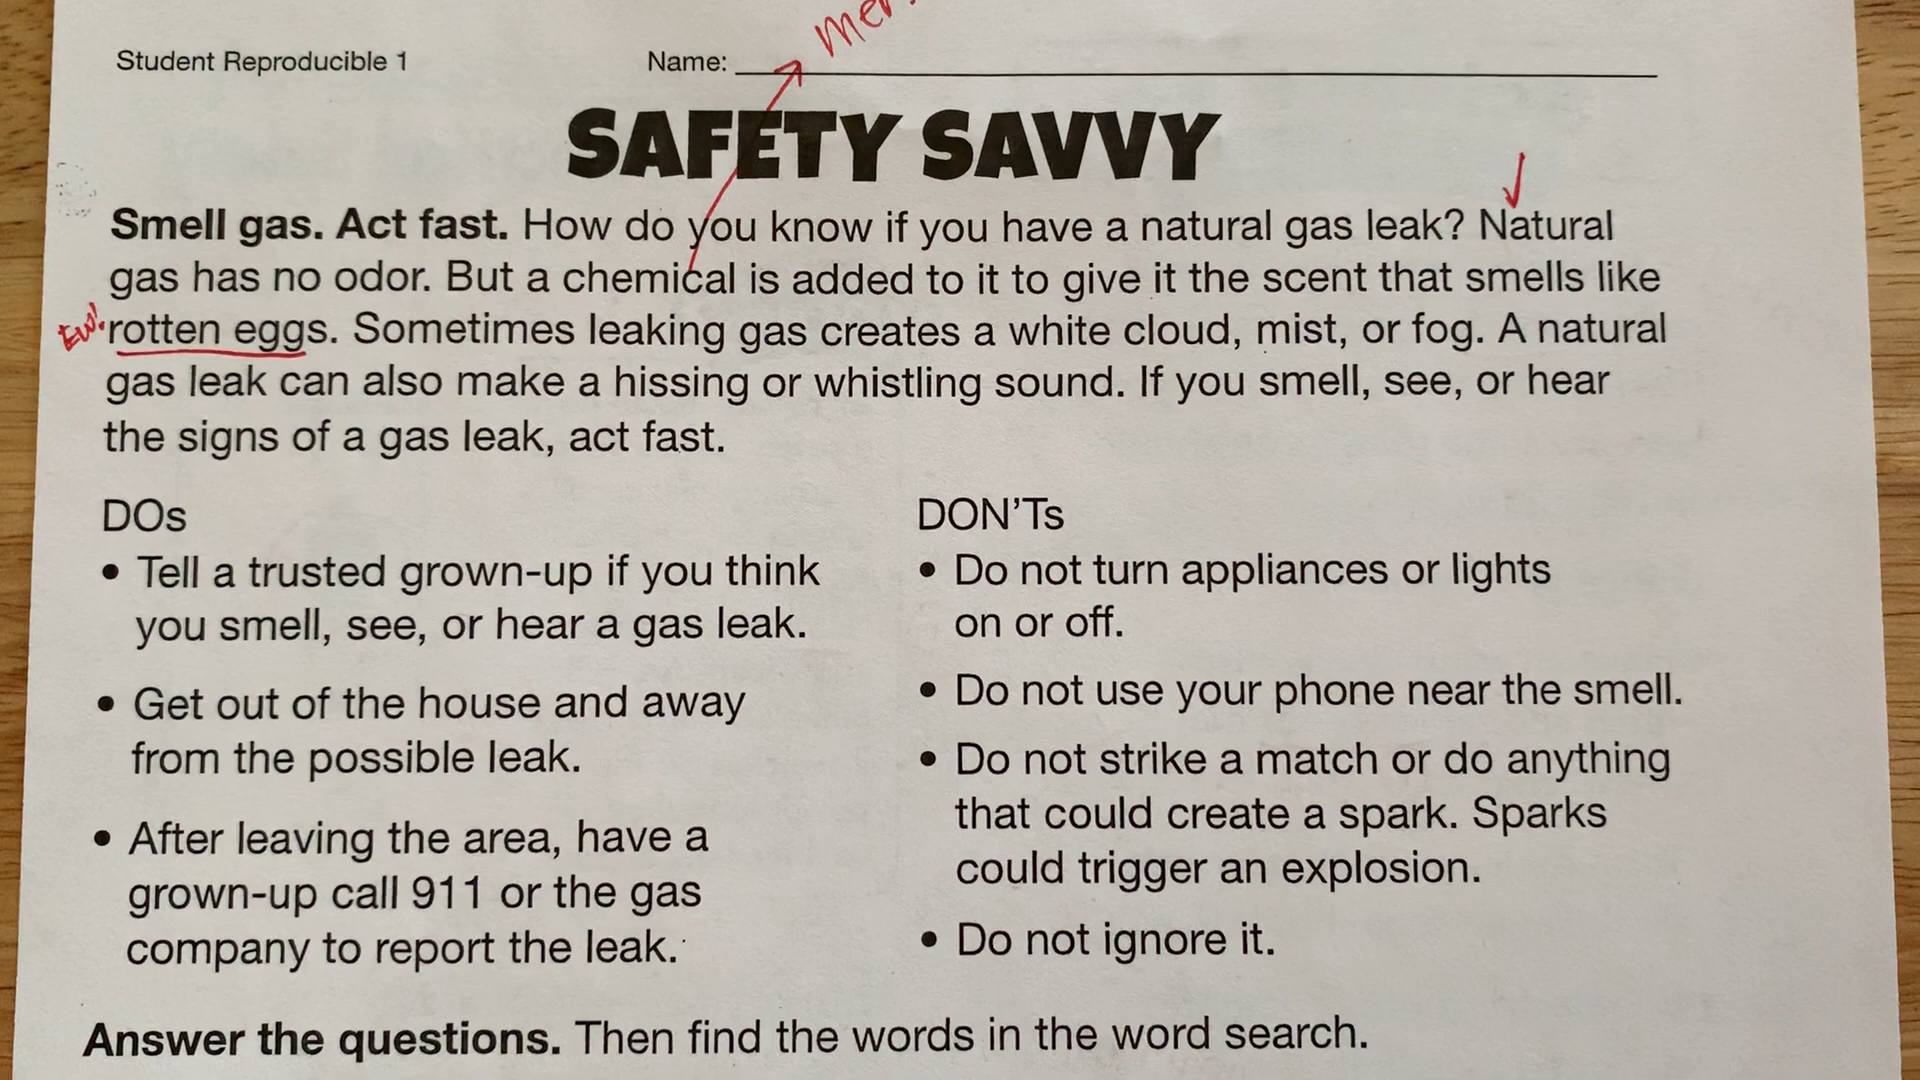 Student Reproducible 1
Name:
SAFETY SAVVY
Smell gas. Act fast. How do you know if you have a natural gas leak? Natural
gas has no odor. But a chemical is added to it to give it the scent that smells like
Ew!
rotten eggs. Sometimes leaking gas creates a white cloud, mist, or fog. A natural
gas leak can also make a hissing or whistling sound. If you smell, see, or hear
the signs of a gas leak, act fast.
DOs
• Tell a trusted grown-up if you think
you smell, see, or hear a gas leak.
• Get out of the house and away
from the possible leak.
• After leaving the area, have a
grown-up call 911 or the gas
company to report the leak.
DON'Ts
• Do not turn appliances or lights
on or off.
• Do not use your phone near the smell.
• Do not strike a match or do anything
that could create a spark. Sparks
could trigger an explosion.
• Do not ignore it.
Answer the questions. Then find the words in the word search.